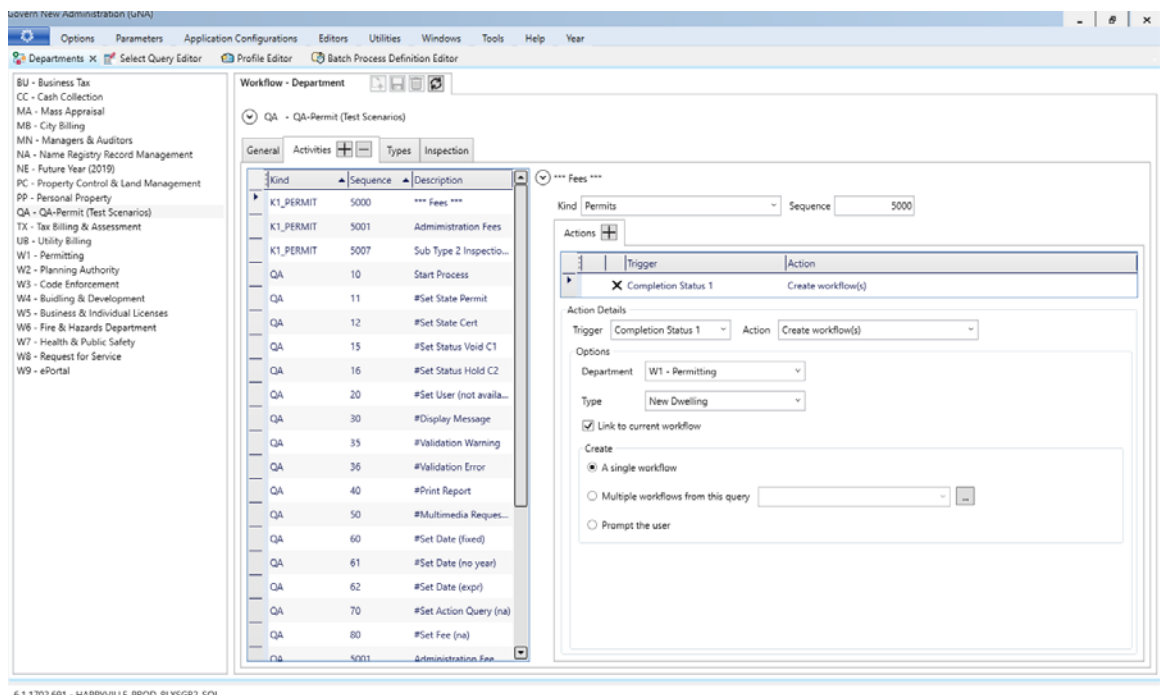 Govern New Administration (GNA)
Options Parameters Application Configurations Editors Utilities Windows Tools Help Year
Departments Select Query Editor Profile Editor Batch Process Definition Editor
BU - Business Tax
CC - Cash Collection
MA - Mass Appraisal
MB - City Billing
MN - Managers & Auditors
NA - Name Registry Record Management
NE - Future Year (2019)
PC - Property Control & Land Management
PP - Personal Property
QA - QA-Permit (Test Scenarios)
TX - Tax Billing & Assessment
UB - Utility Billing
W1 - Permitting
W2 - Planning Authority
W3 - Code Enforcement
W4 - Buidling & Development
W5 - Business & Individual Licenses
W6 - Fire & Hazards Department
W7 - Health & Public Safety
W8 - Request for Service
W9 - ePortal
Workflow - Department
QA - QA-Permit (Test Scenarios)
General Activities Types Inspection
Kind Sequence Description
K1_PERMIT 5000 *** Fees ***
K1_PERMIT 5001 Admimistration Fees
K1_PERMIT 5007 Sub Type 2 Inspectio...
QA 10 Start Process
QA 11 #Set State Permit
QA 12 #Set State Cert
QA 15 #Set Status Void C1
QA 16 #Set Status Hold C2
QA 20 #Set User (not availa...
QA 30 #Display Message
QA 35 #Validation Warning
QA 36 #Validation Error
QA 40 #Print Report
QA 50 #Multimedia Reques...
QA 60 #Set Date (fixed)
QA 61 #Set Date (no year)
QA 62 #Set Date (expr)
QA 70 #Set Action Query (na)
QA 80 #Set Fee (na)
QA 5001 Administration Fee
*** Fees ***
Kind Permits Sequence 5000
Actions
Trigger Action
Completion Status 1 Create workflow(s)
Action Details
Trigger Completion Status 1 Action Create workflow(s)
Options
Department W1 - Permitting
Type New Dwelling
Link to current workflow
Create
A single workflow
Multiple workflows from this query ...
Prompt the user